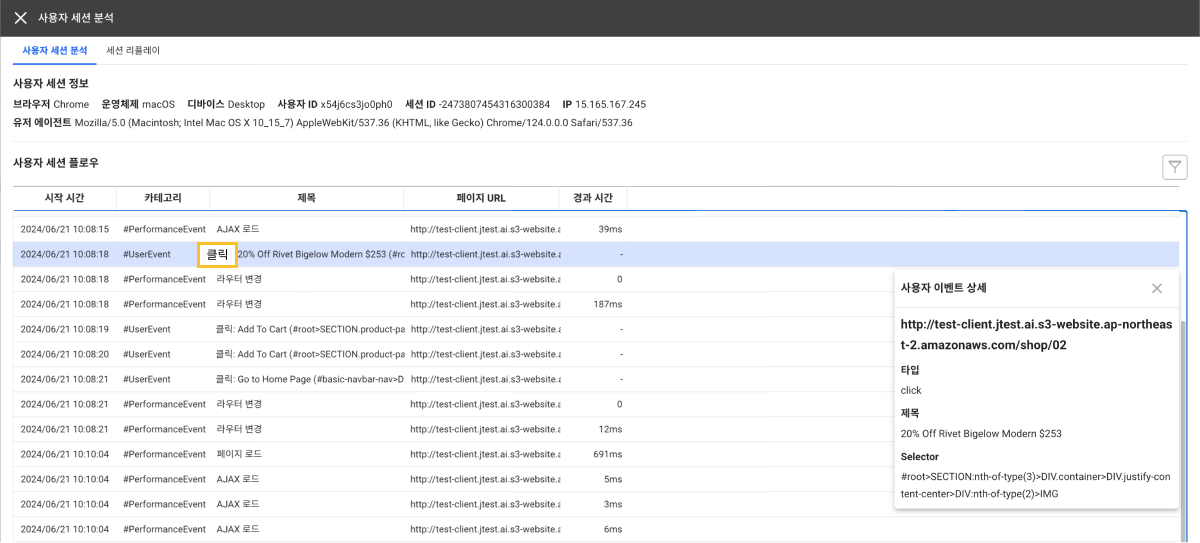 사용자 세션 분석
사용자 세션 분석 세션 리플레이
사용자 세션 정보
브라우저 Chrome 운영체제 macOS 디바이스 Desktop 사용자 ID x54j6cs3jo0ph0 세션 ID -2473807454316300384 IP 15.165.167.245
유저 에이전트 Mozilla/5.0 (Macintosh; Intel Mac OS X 10_15_7) AppleWebKit/537.36 (KHTML, like Gecko) Chrome/124.0.0.0 Safari/537.36
사용자 세션 플로우
시작 시간 카테고리 제목 페이지 URL 경과 시간
2024/06/21 10:08:15 #PerformanceEvent AJAX 로드 http://test-client.jtest.ai.s3-website.a 39ms
2024/06/21 10:08:18 #UserEvent 클릭 20% Off Rivet Bigelow Modern $253 (#rc http://test-client.jtest.ai.s3-website.a -
2024/06/21 10:08:18 #PerformanceEvent 라우터 변경 http://test-client.jtest.ai.s3-website.a 0
2024/06/21 10:08:18 #PerformanceEvent 라우터 변경 http://test-client.jtest.ai.s3-website.a 187ms
2024/06/21 10:08:19 #UserEvent 클릭: Add To Cart (#root>SECTION.product-pa http://test-client.jtest.ai.s3-website.a -
2024/06/21 10:08:20 #UserEvent 클릭: Add To Cart (#root>SECTION.product-pa http://test-client.jtest.ai.s3-website.a -
2024/06/21 10:08:21 #UserEvent 클릭: Go to Home Page (#basic-navbar-nav>D http://test-client.jtest.ai.s3-website.a -
2024/06/21 10:08:21 #PerformanceEvent 라우터 변경 http://test-client.jtest.ai.s3-website.a 0
2024/06/21 10:08:21 #PerformanceEvent 라우터 변경 http://test-client.jtest.ai.s3-website.a 12ms
2024/06/21 10:10:04 #PerformanceEvent 페이지 로드 http://test-client.jtest.ai.s3-website.a 691ms
2024/06/21 10:10:04 #PerformanceEvent AJAX 로드 http://test-client.jtest.ai.s3-website.a 5ms
2024/06/21 10:10:04 #PerformanceEvent AJAX 로드 http://test-client.jtest.ai.s3-website.a 3ms
2024/06/21 10:10:04 #PerformanceEvent AJAX 로드 http://test-client.jtest.ai.s3-website.a 6ms
사용자 이벤트 상세
http://test-client.jtest.ai.s3-website.ap-northeas
t-2.amazonaws.com/shop/02
타입
click
제목
20% Off Rivet Bigelow Modern $253
Selector
#root>SECTION:nth-of-type(3)>DIV.container>DIV.justify-con
tent-center>DIV:nth-of-type(2)>IMG